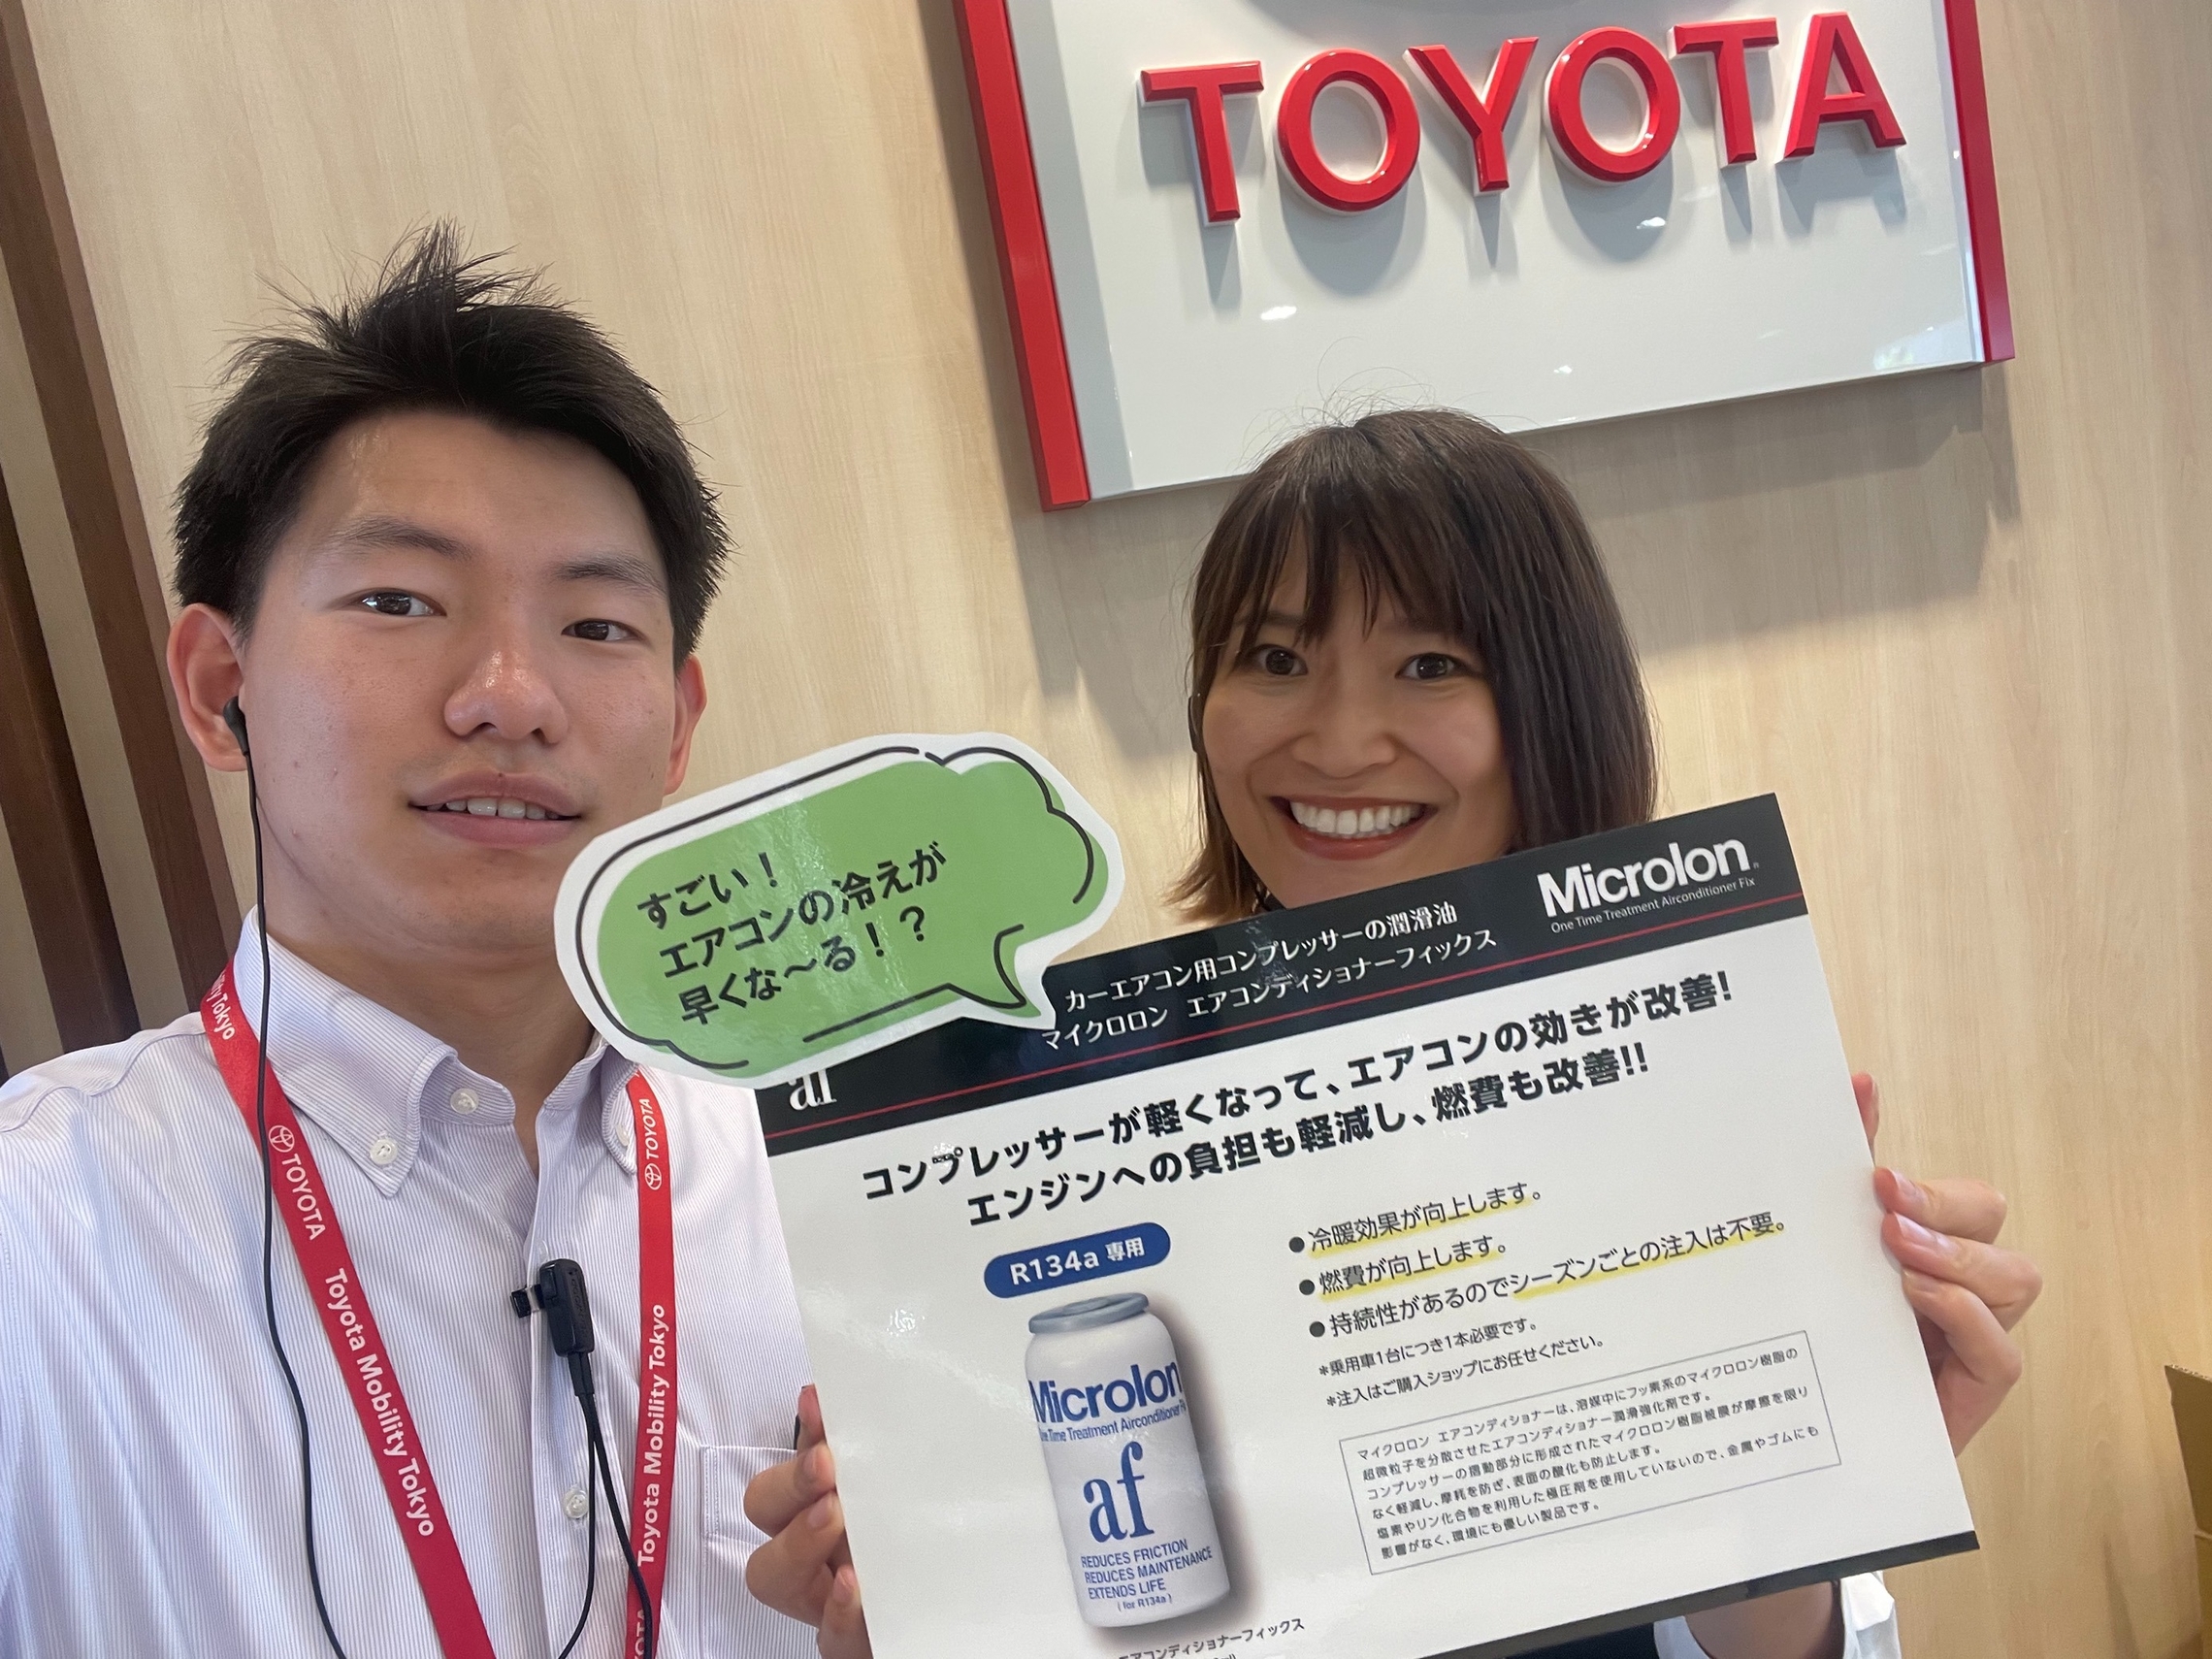 TOYOTA
すごい！
エアコンの冷えが
早くな〜る！？
Microlon
One Time Treatment Airconditioner Fix
カーエアコン用コンプレッサーの潤滑油
マイクロロン エアコンディショナーフィックス
af
コンプレッサーが軽くなって、エアコンの効きが改善!
エンジンへの負担も軽減し、燃費も改善!!
R134a 専用
●冷暖効果が向上します。
●燃費が向上します。
●持続性があるのでシーズンごとの注入は不要。
*乗用車1台につき1本必要です。
*注入はご購入ショップにお任せください。
マイクロロン エアコンディショナーは、溶媒中にフッ素系のマイクロロン樹脂の
超微粒子を分散させたエアコンディショナー潤滑強化剤です。
コンプレッサーの摺動部分に形成されたマイクロロン樹脂被膜が摩擦を限り
なく軽減し、摩耗を防ぎ、表面の酸化も防止します。
塩素やリン化合物を利用した極圧剤を使用していないので、金属やゴムにも
影響がなく、環境にも優しい製品です。
Microlon
One Time Treatment Airconditioner Fix
af
REDUCES FRICTION
REDUCES MAINTENANCE
EXTENDS LIFE
( for R134a )
エアコンディショナーフィックス
Tokyo
TOYOTA
Toyota Mobility Tokyo
TOYOTA
Toyota Mobility Tokyo